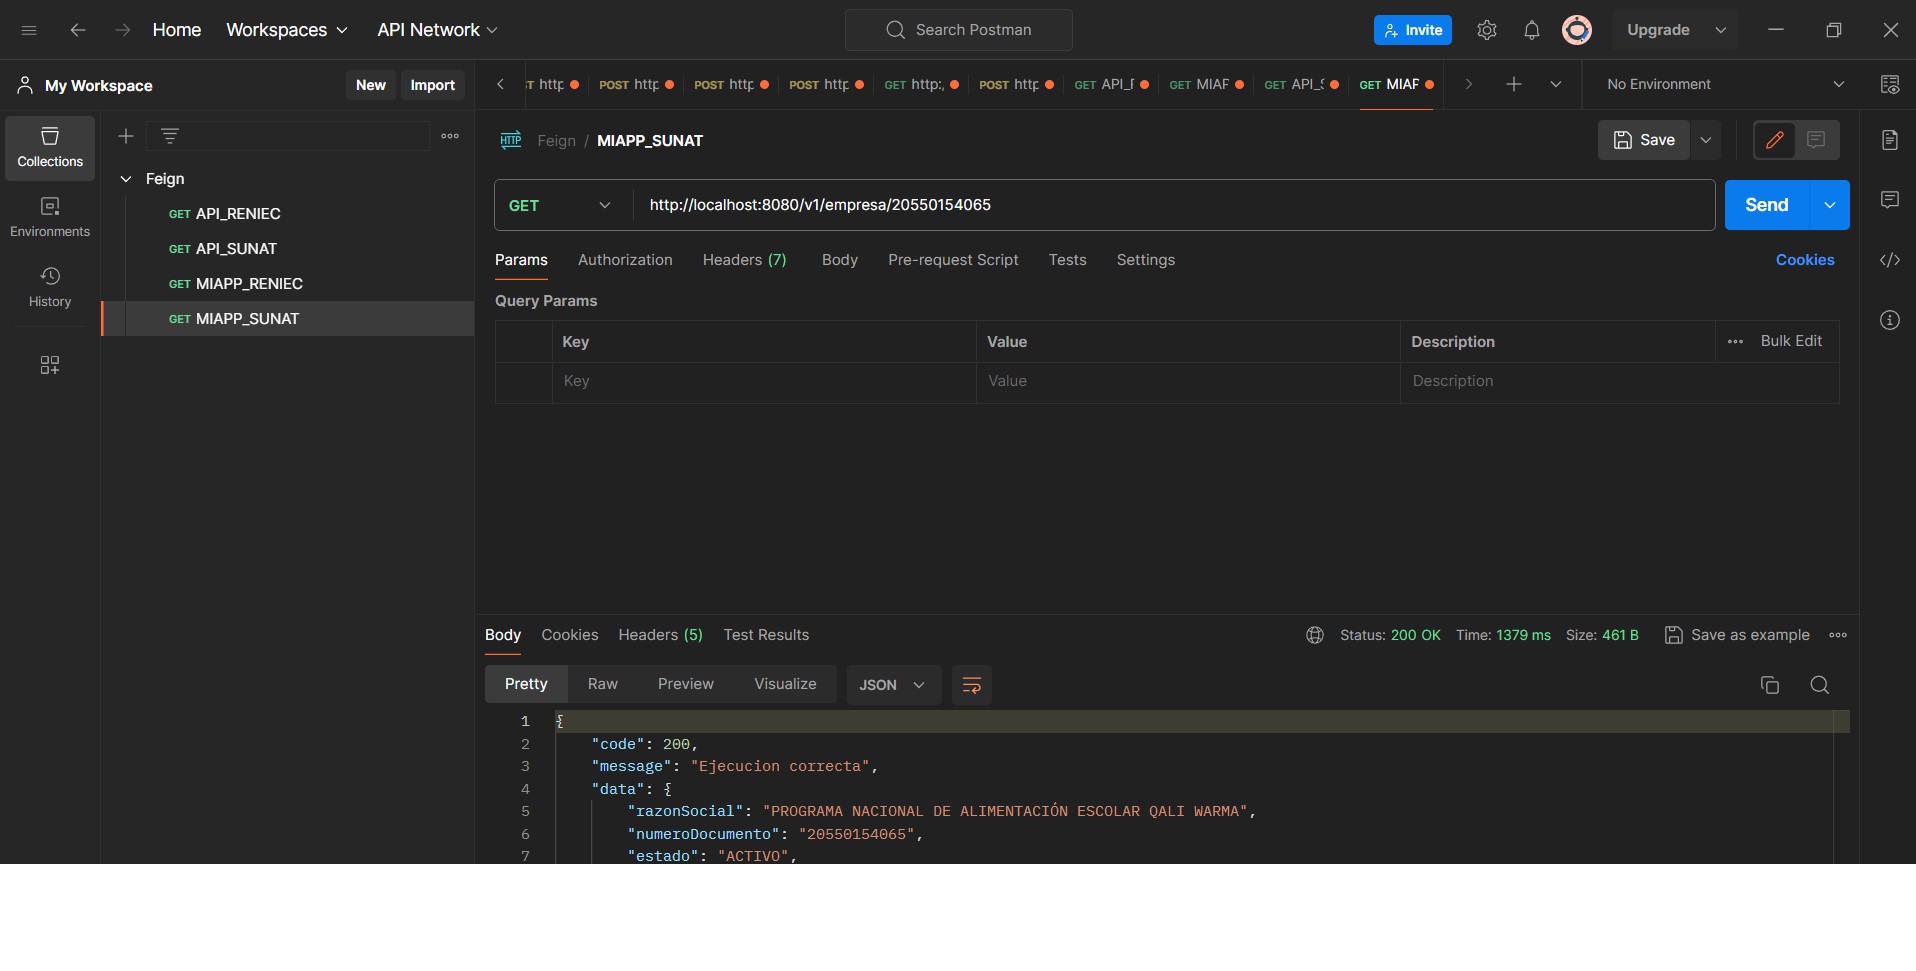 Home Workspaces API Network Search Postman Invite Upgrade
My Workspace New Import
http POST http POST http POST http GET http: POST http GET API_ GET MIAP GET API_S GET MIAP No Environment
Collections
Environments
History
Feign
GET API_RENIEC
GET API_SUNAT
GET MIAPP_RENIEC
GET MIAPP_SUNAT
HTTP Feign / MIAPP_SUNAT Save
GET http://localhost:8080/v1/empresa/20550154065 Send
Params Authorization Headers (7) Body Pre-request Script Tests Settings Cookies
Query Params
Key Value Description Bulk Edit
Key Value Description
Body Cookies Headers (5) Test Results Status: 200 OK Time: 1379 ms Size: 461 B Save as example
Pretty Raw Preview Visualize JSON
1 {
2 "code": 200,
3 "message": "Ejecucion correcta",
4 "data": {
5 "razonSocial": "PROGRAMA NACIONAL DE ALIMENTACIÓN ESCOLAR QALI WARMA",
6 "numeroDocumento": "20550154065",
7 "estado": "ACTIVO",